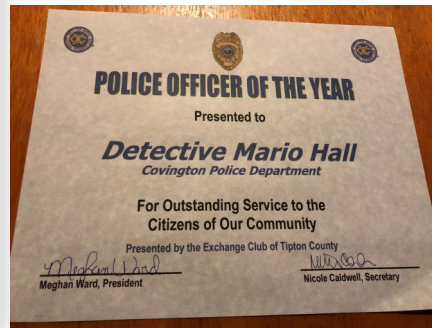 POLICE OFFICER OF THE YEAR
Presented to
Detective Mario Hall
Covington Police Department
For Outstanding Service to the
Citizens of Our Community
Presented by the Exchange Club of Tipton County
Meghan Ward
Meghan Ward, President
Nicole Caldwell, Secretary